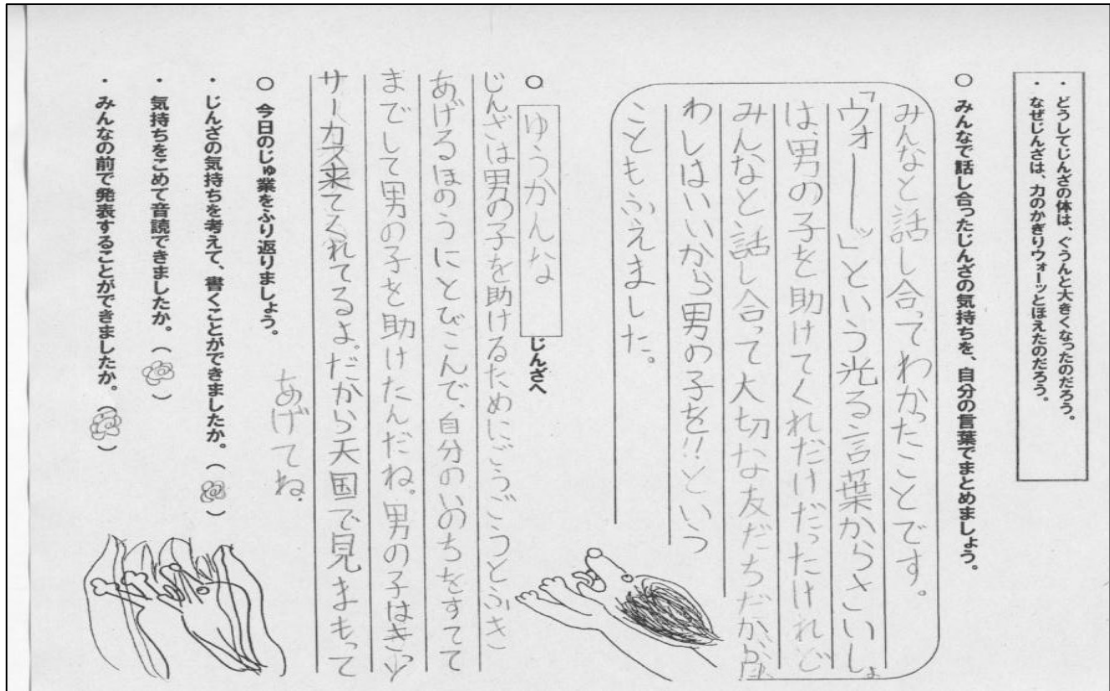 ・ どうしてじんざの体は、ぐうんと大きくなったのだろう。
・ なぜじんざは、力のかぎりウォーッとほえたのだろう。
○ みんなで話し合ったじんざの気持ちを、自分の言葉でまとめましょう。
みんなと話し合ってわかったことです。
「ウォーーーッ」という光る言葉からさいしょ
は、男の子を助けてくれだけだったけれど
みんなと話し合って大切な友だちだから
わしはいいから男の子を!!という
こともふえました。
○ ゆうかんな じんざへ
じんざは男の子を助けるためにごうごうとふき
あげるほのうにとびこんで、自分のいのちをすてて
までして男の子を助けたんだね。男の子はきっ
サーカス来てくれてるよ。だから天国で見まもって
あげてね。
○ 今日のじゅ業をふり返りましょう。
・ じんざの気持ちを考えて、書くことができましたか。( )
・ 気持ちをこめて音読できましたか。( )
・ みんなの前で発表することができましたか。( )